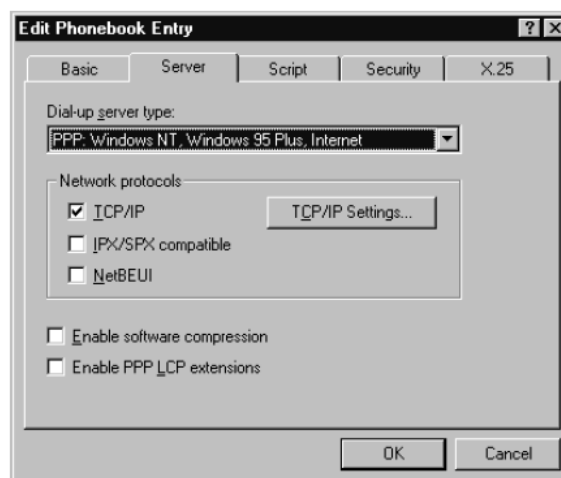 Edit Phonebook Entry
Basic Server Script Security X.25
Dial-up server type:
PPP: Windows NT, Windows 95 Plus, Internet
Network protocols
TCP/IP TCP/IP Settings...
IPX/SPX compatible
NetBEUI
Enable software compression
Enable PPP LCP extensions
OK Cancel